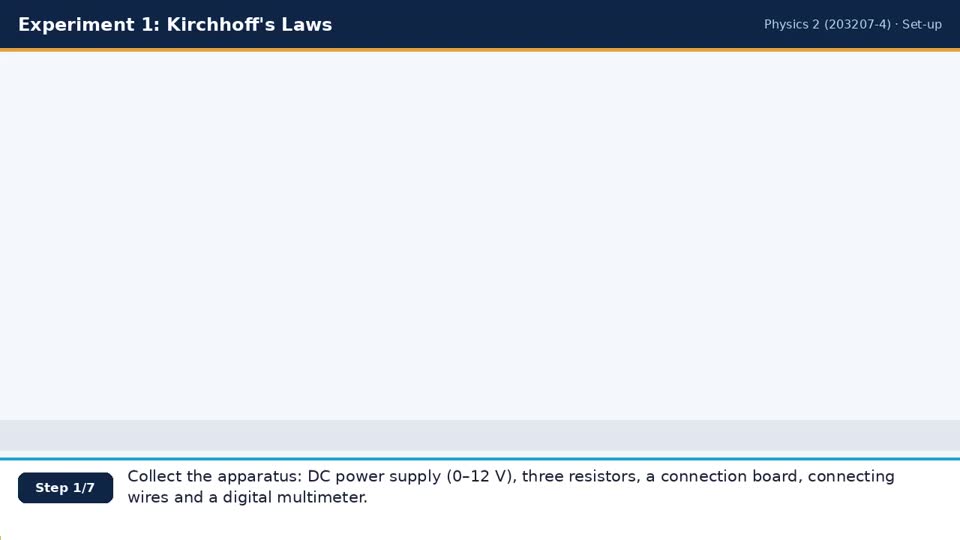 Experiment 1: Kirchhoff's Laws
Physics 2 (203207-4) · Set-up
Step 1/7
Collect the apparatus: DC power supply (0–12 V), three resistors, a connection board, connecting
wires and a digital multimeter.